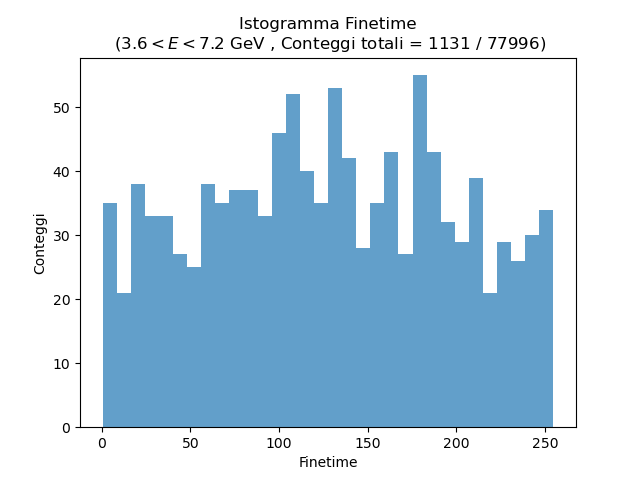 Istogramma Finetime
(3.6 < E < 7.2 GeV , Conteggi totali = 1131 / 77996)
50
40
30
20
10
0
Conteggi
0 50 100 150 200 250
Finetime